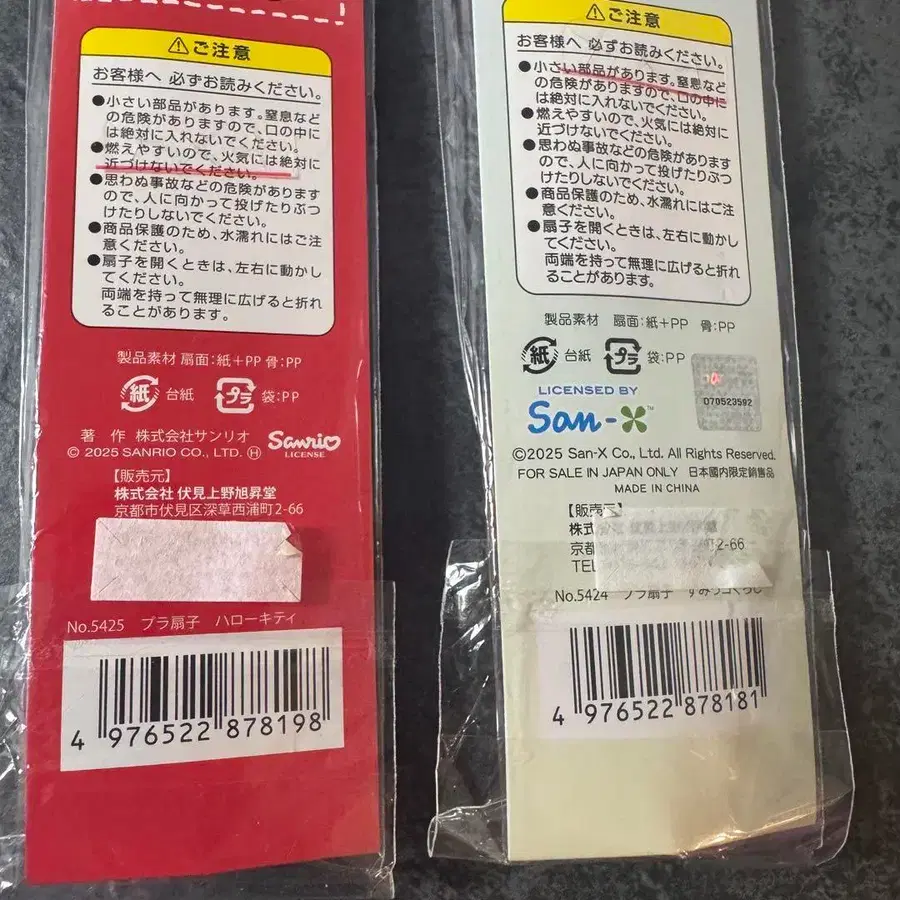 ⚠ご注意
お客様へ 必ずお読みください。
●小さい部品があります。窒息など
の危険がありますので、口の中に
は絶対に入れないでください。
●燃えやすいので、火気には絶対に
近づけないでください。
●思わぬ事故などの危険があります
ので、人に向かって投げたりぶつ
けたりしないでください。
●商品保護のため、水濡れにはご注
意ください。
●扇子を開くときは、左右に動かし
てください。
両端を持って無理に広げると折れ
ることがあります。
製品素材 扇面:紙+PP 骨:PP
紙 台紙 プラ 袋:PP
著 作 株式会社サンリオ
© 2025 SANRIO CO., LTD. Ⓗ
Sanrio
LICENSE
【販売元】
株式会社 伏見上野旭昇堂
京都市伏見区深草西浦町2-66
No.5425 プラ扇子 ハローキティ
4 976522 878198
⚠ご注意
お客様へ 必ずお読みください。
●小さい部品があります。窒息など
の危険がありますので、口の中に
は絶対に入れないでください。
●燃えやすいので、火気には絶対に
近づけないでください。
●思わぬ事故などの危険があります
ので、人に向かって投げたりぶつ
けたりしないでください。
●商品保護のため、水濡れにはご注
意ください。
●扇子を開くときは、左右に動かし
てください。
両端を持って無理に広げると折れ
ることがあります。
製品素材 扇面:紙+PP 骨:PP
紙 台紙 プラ 袋:PP
LICENSED BY
San-X™
070523592
©2025 San-X Co., Ltd. All Rights Reserved.
FOR SALE IN JAPAN ONLY 日本國内限定銷售品
MADE IN CHINA
【販売元】
株式
京都 2-66
TEL
No.5424 プラ扇子 すみっコぐらし
4 976522 878181